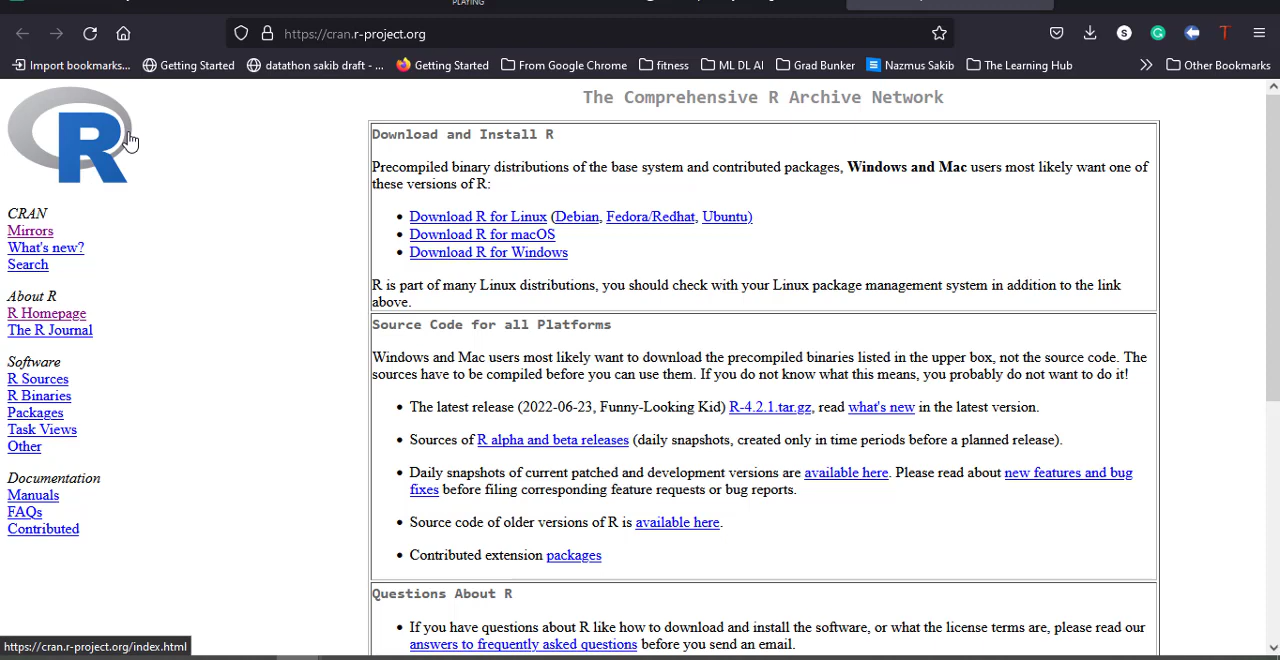 PLAYING
https://cran.r-project.org
S
T
Import bookmarks...
Getting Started
datathon sakib draft - ...
Getting Started
From Google Chrome
fitness
ML DL AI
Grad Bunker
Nazmus Sakib
The Learning Hub
Other Bookmarks
R
CRAN
Mirrors
What's new?
Search
About R
R Homepage
The R Journal
Software
R Sources
R Binaries
Packages
Task Views
Other
Documentation
Manuals
FAQs
Contributed
The Comprehensive R Archive Network
Download and Install R
Precompiled binary distributions of the base system and contributed packages, Windows and Mac users most likely want one of
these versions of R:
• Download R for Linux (Debian, Fedora/Redhat, Ubuntu)
• Download R for macOS
• Download R for Windows
R is part of many Linux distributions, you should check with your Linux package management system in addition to the link
above.
Source Code for all Platforms
Windows and Mac users most likely want to download the precompiled binaries listed in the upper box, not the source code. The
sources have to be compiled before you can use them. If you do not know what this means, you probably do not want to do it!
• The latest release (2022-06-23, Funny-Looking Kid) R-4.2.1.tar.gz, read what's new in the latest version.
• Sources of R alpha and beta releases (daily snapshots, created only in time periods before a planned release).
• Daily snapshots of current patched and development versions are available here. Please read about new features and bug
fixes before filing corresponding feature requests or bug reports.
• Source code of older versions of R is available here.
• Contributed extension packages
Questions About R
• If you have questions about R like how to download and install the software, or what the license terms are, please read our
answers to frequently asked questions before you send an email.
https://cran.r-project.org/index.html